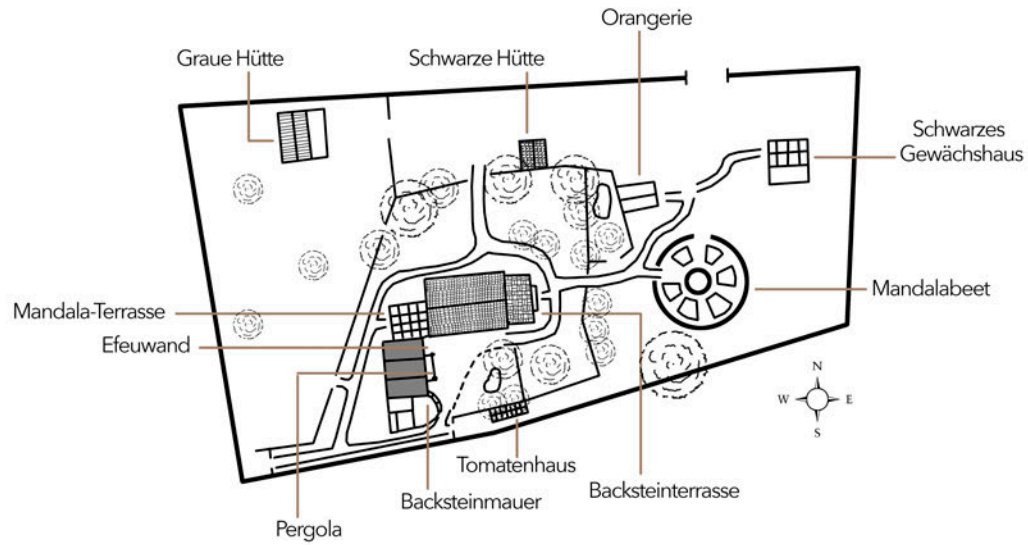 Orangerie
Graue Hütte
Schwarze Hütte
Schwarzes
Gewächshaus
Mandalabeet
Mandala-Terrasse
Efeuwand
N
W
E
S
Tomatenhaus
Backsteinterrasse
Backsteinmauer
Pergola